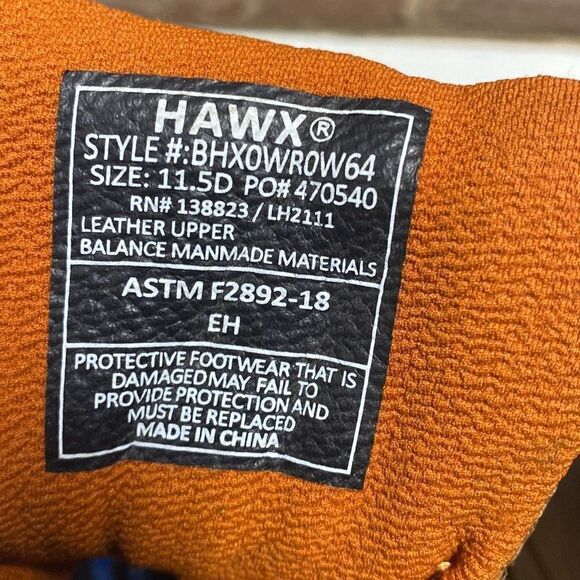 HAWX®
STYLE #:BHX0WR0W64
SIZE: 11.5D PO# 470540
RN# 138823 / LH2111
LEATHER UPPER
BALANCE MANMADE MATERIALS
ASTM F2892-18
EH
PROTECTIVE FOOTWEAR THAT IS
DAMAGED MAY FAIL TO
PROVIDE PROTECTION AND
MUST BE REPLACED
MADE IN CHINA